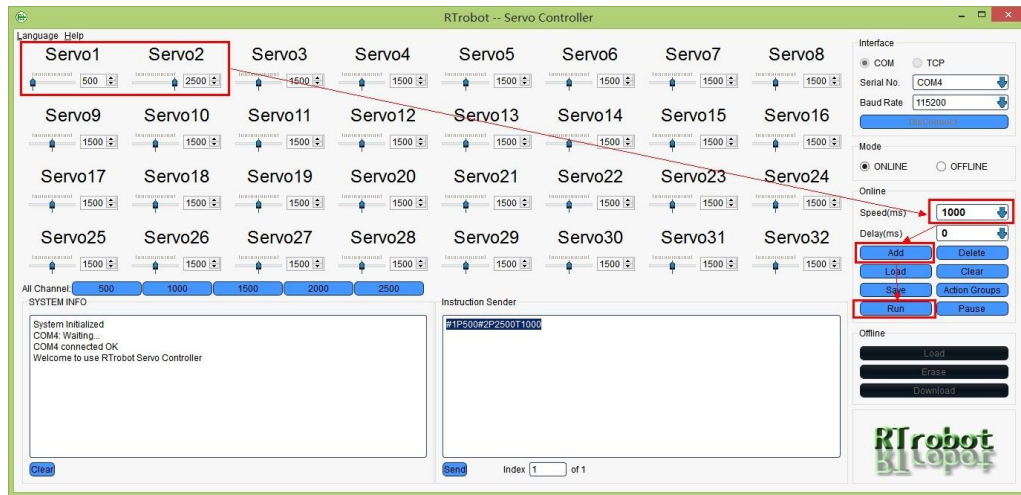 RTrobot -- Servo Controller
Language Help
Servo1 Servo2 Servo3 Servo4 Servo5 Servo6 Servo7 Servo8
500 2500 1500 1500 1500 1500 1500 1500
Servo9 Servo10 Servo11 Servo12 Servo13 Servo14 Servo15 Servo16
1500 1500 1500 1500 1500 1500 1500 1500
Servo17 Servo18 Servo19 Servo20 Servo21 Servo22 Servo23 Servo24
1500 1500 1500 1500 1500 1500 1500 1500
Servo25 Servo26 Servo27 Servo28 Servo29 Servo30 Servo31 Servo32
1500 1500 1500 1500 1500 1500 1500 1500
All Channel: 500 1000 1500 2000 2500
SYSTEM INFO
System Initialized
COM4: Waiting...
COM4 connected OK
Welcome to use RTrobot Servo Controller
Clear
Instruction Sender
#1P500#2P2500T1000
Send Index 1 of 1
Interface
COM TCP
Serial No. COM4
Baud Rate 115200
DisConnect
Mode
ONLINE OFFLINE
Online
Speed(ms) 1000
Delay(ms) 0
Add Delete
Load Clear
Save Action Groups
Run Pause
Offline
Load
Erase
Download
RTrobot